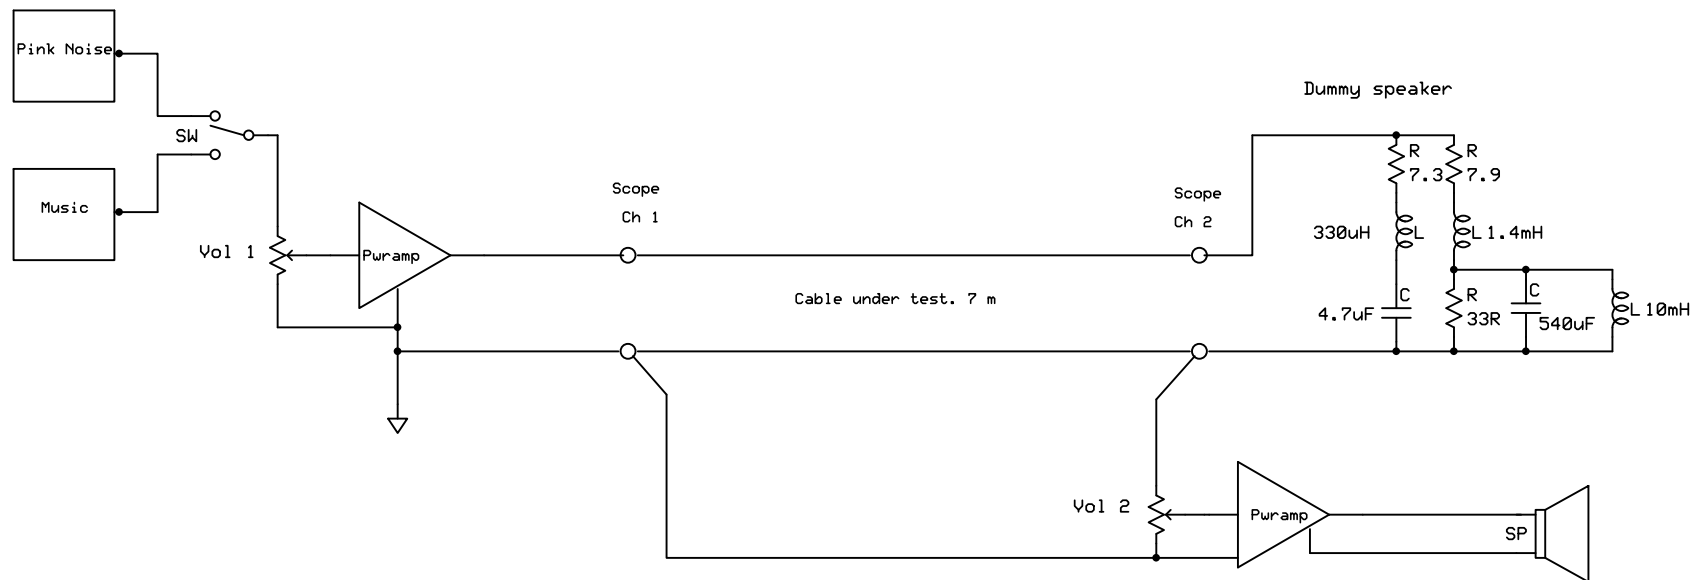 Pink Noise
SW
Music
Vol 1
Pwramp
Scope
Ch 1
Cable under test. 7 m
Scope
Ch 2
Dummy speaker
R
7.3
R
7.9
330uH
L
L 1.4mH
C
4.7uF
R
33R
C
540uF
L 10mH
Vol 2
Pwramp
SP